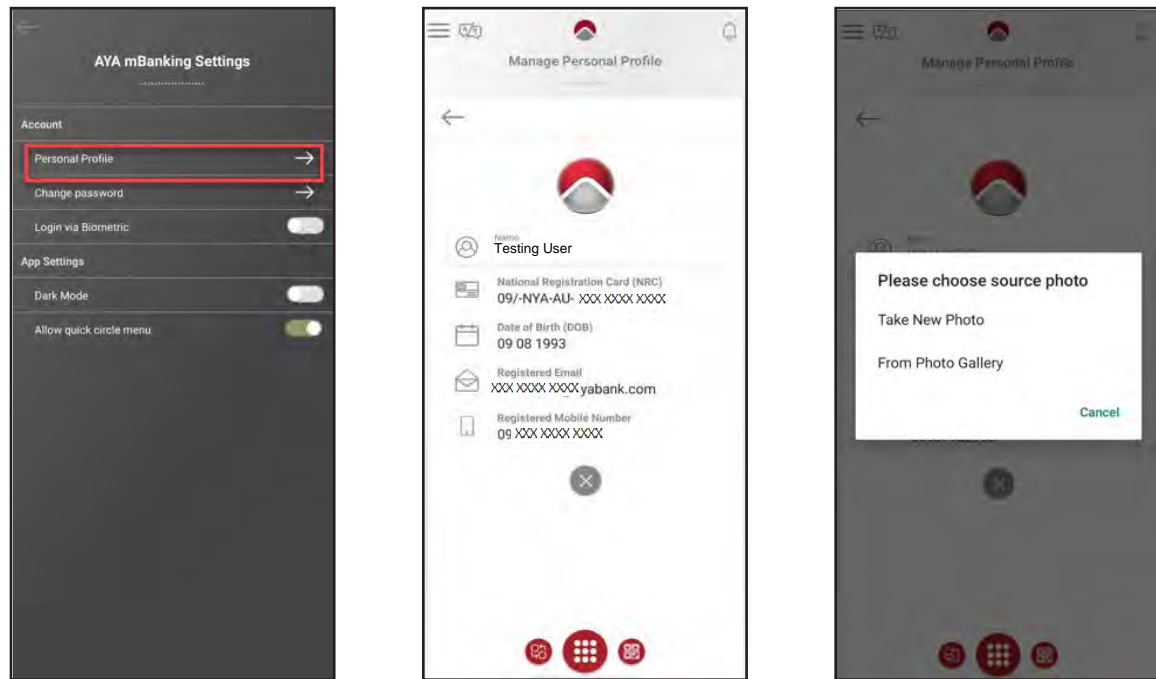 AYA mBanking Settings
Account
Personal Profile
Change password
Login via Biometric
App Settings
Dark Mode
Allow quick circle menu
Manage Personal Profile
Name
Testing User
National Registration Card (NRC)
09/-NYA-AU- XXX XXXX XXXX
Date of Birth (DOB)
09 08 1993
Registered Email
XXX XXXX XXXX yabank.com
Registered Mobile Number
09 XXX XXXX XXXX
Manage Personal Profile
Please choose source photo
Take New Photo
From Photo Gallery
Cancel